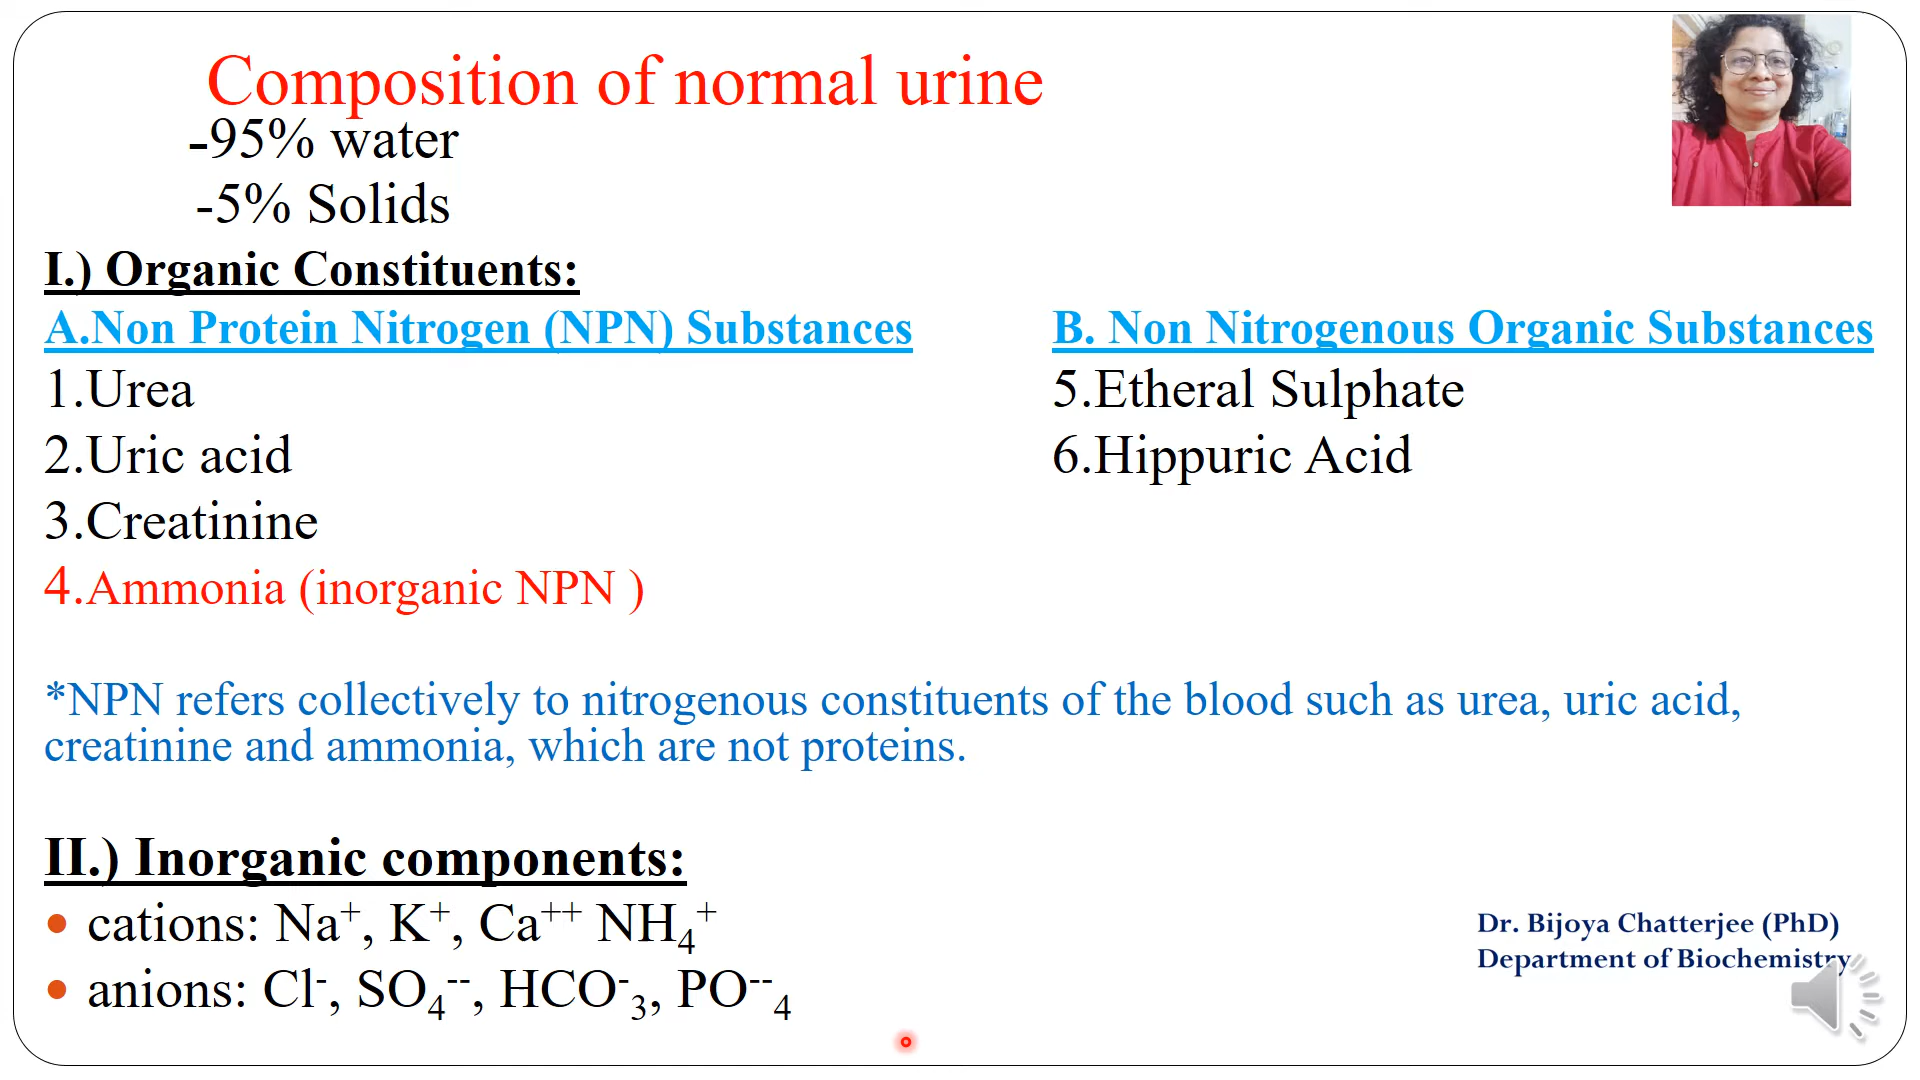 Composition of normal urine
-95% water
-5% Solids
I.) Organic Constituents:
A.Non Protein Nitrogen (NPN) Substances
1.Urea
2.Uric acid
3.Creatinine
4.Ammonia (inorganic NPN )
B. Non Nitrogenous Organic Substances
5.Etheral Sulphate
6.Hippuric Acid
*NPN refers collectively to nitrogenous constituents of the blood such as urea, uric acid,
creatinine and ammonia, which are not proteins.
II.) Inorganic components:
• cations: Na⁺, K⁺, Ca⁺⁺ NH₄⁺
• anions: Cl⁻, SO₄⁻⁻, HCO⁻₃, PO⁻⁻₄
Dr. Bijoya Chatterjee (PhD)
Department of Biochemistry